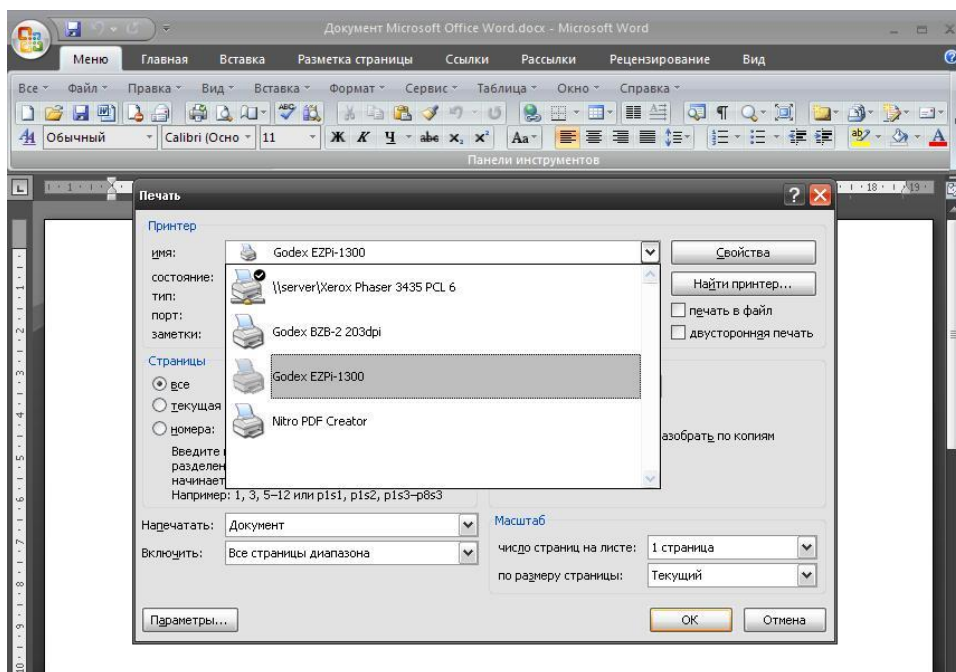 Документ Microsoft Office Word.docx - Microsoft Word
Меню Главная Вставка Разметка страницы Ссылки Рассылки Рецензирование Вид
Все Файл Правка Вид Вставка Формат Сервис Таблица Окно Справка
Обычный Calibri (Осно 11 Ж К Ч abe x₂ x² Aa
Панели инструментов
Печать
Принтер
имя: Godex EZPi-1300 Свойства
состояние: \\server\Xerox Phaser 3435 PCL 6 Найти принтер...
тип:
порт: печать в файл
заметки: Godex BZB-2 203dpi двусторонняя печать
Страницы
все Godex EZPi-1300
текущая
номера: Nitro PDF Creator азобрать по копиям
Введите
разделен
начинает
Например: 1, 3, 5–12 или p1s1, p1s2, p1s3–p8s3
Напечатать: Документ Масштаб
Включить: Все страницы диапазона число страниц на листе: 1 страница
по размеру страницы: Текущий
Параметры... ОК Отмена